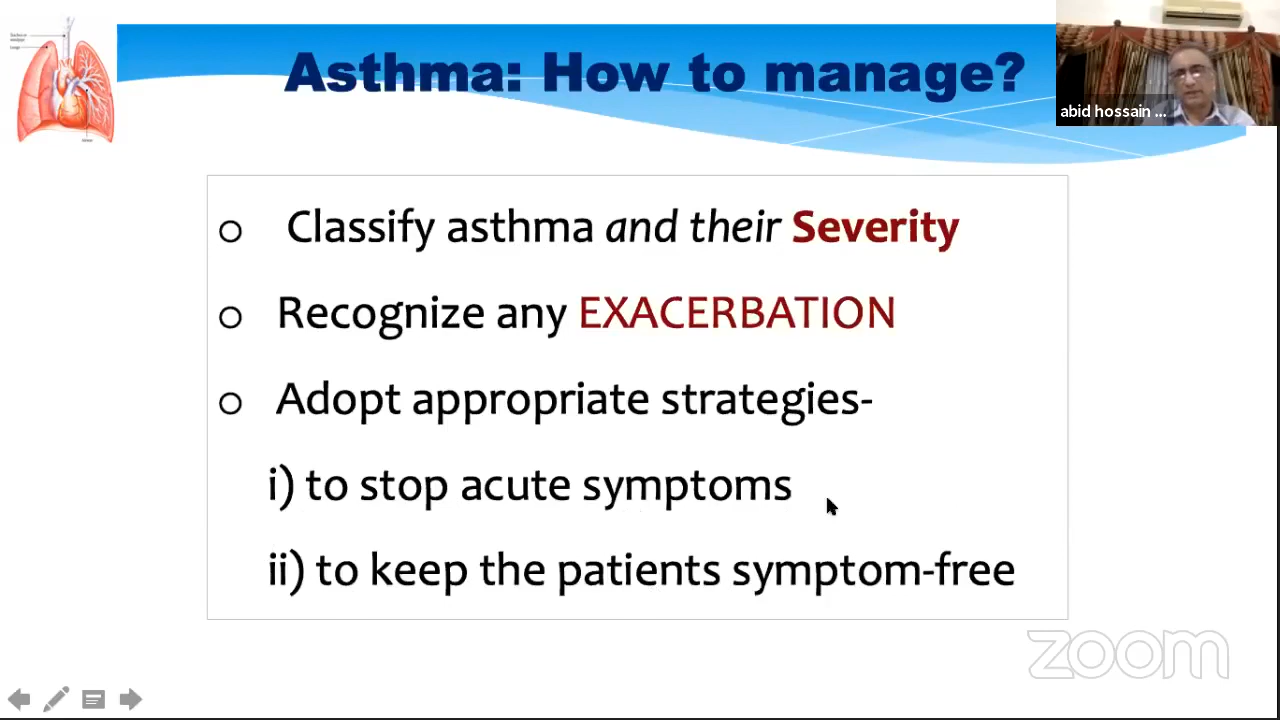 Asthma: How to manage?
abid hossain ...
o Classify asthma and their Severity
o Recognize any EXACERBATION
o Adopt appropriate strategies-
i) to stop acute symptoms
ii) to keep the patients symptom-free
zoom